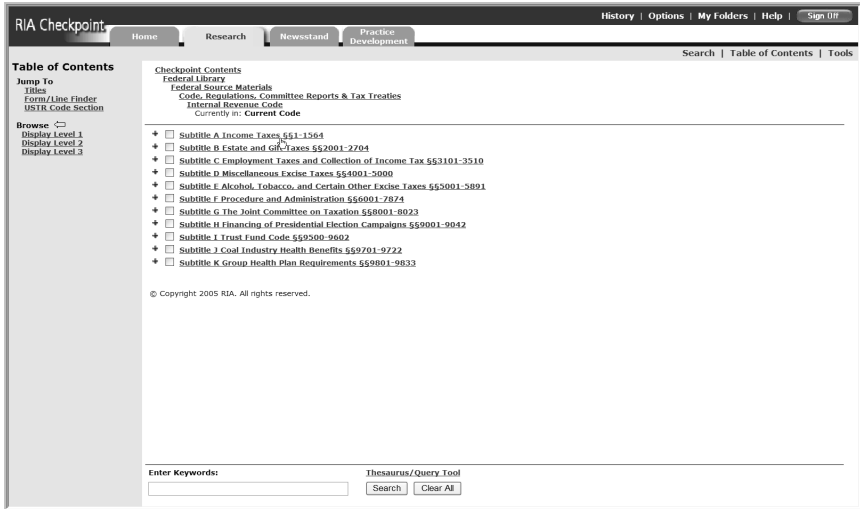 RIA Checkpoint
History | Options | My Folders | Help | Sign Off
Home
Research
Newsstand
Practice
Development
Search | Table of Contents | Tools
Table of Contents
Jump To
Titles
Form/Line Finder
USTR Code Section
Browse
Display Level 1
Display Level 2
Display Level 3
Checkpoint Contents
Federal Library
Federal Source Materials
Code, Regulations, Committee Reports & Tax Treaties
Internal Revenue Code
Currently in: Current Code
Subtitle A Income Taxes §§1-1564
Subtitle B Estate and Gift Taxes §§2001-2704
Subtitle C Employment Taxes and Collection of Income Tax §§3101-3510
Subtitle D Miscellaneous Excise Taxes §§4001-5000
Subtitle E Alcohol, Tobacco, and Certain Other Excise Taxes §§5001-5891
Subtitle F Procedure and Administration §§6001-7874
Subtitle G The Joint Committee on Taxation §§8001-8023
Subtitle H Financing of Presidential Election Campaigns §§9001-9042
Subtitle I Trust Fund Code §§9500-9602
Subtitle J Coal Industry Health Benefits §§9701-9722
Subtitle K Group Health Plan Requirements §§9801-9833
© Copyright 2005 RIA. All rights reserved.
Enter Keywords:
Thesaurus/Query Tool
Search
Clear All